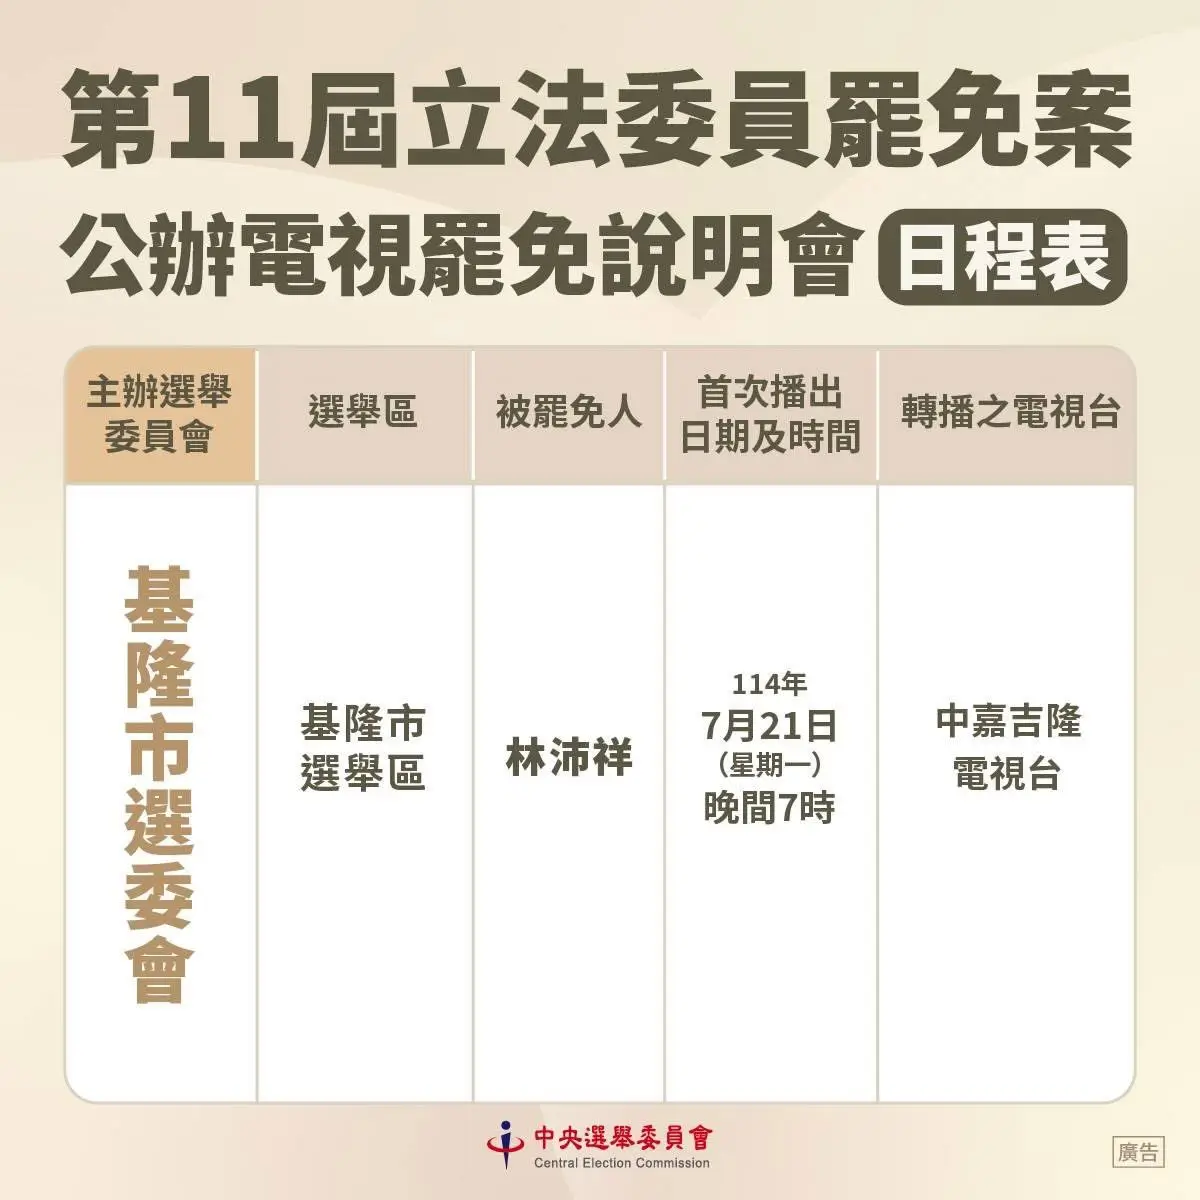 第11屆立法委員罷免案
公辦電視罷免說明會 日程表
主辦選舉
委員會
選舉區
被罷免人
首次播出
日期及時間
轉播之電視台
基隆市選委會
基隆市
選舉區
林沛祥
114年
7月21日
（星期一）
晚間7時
中嘉吉隆
電視台
中央選舉委員會
Central Election Commission
廣告